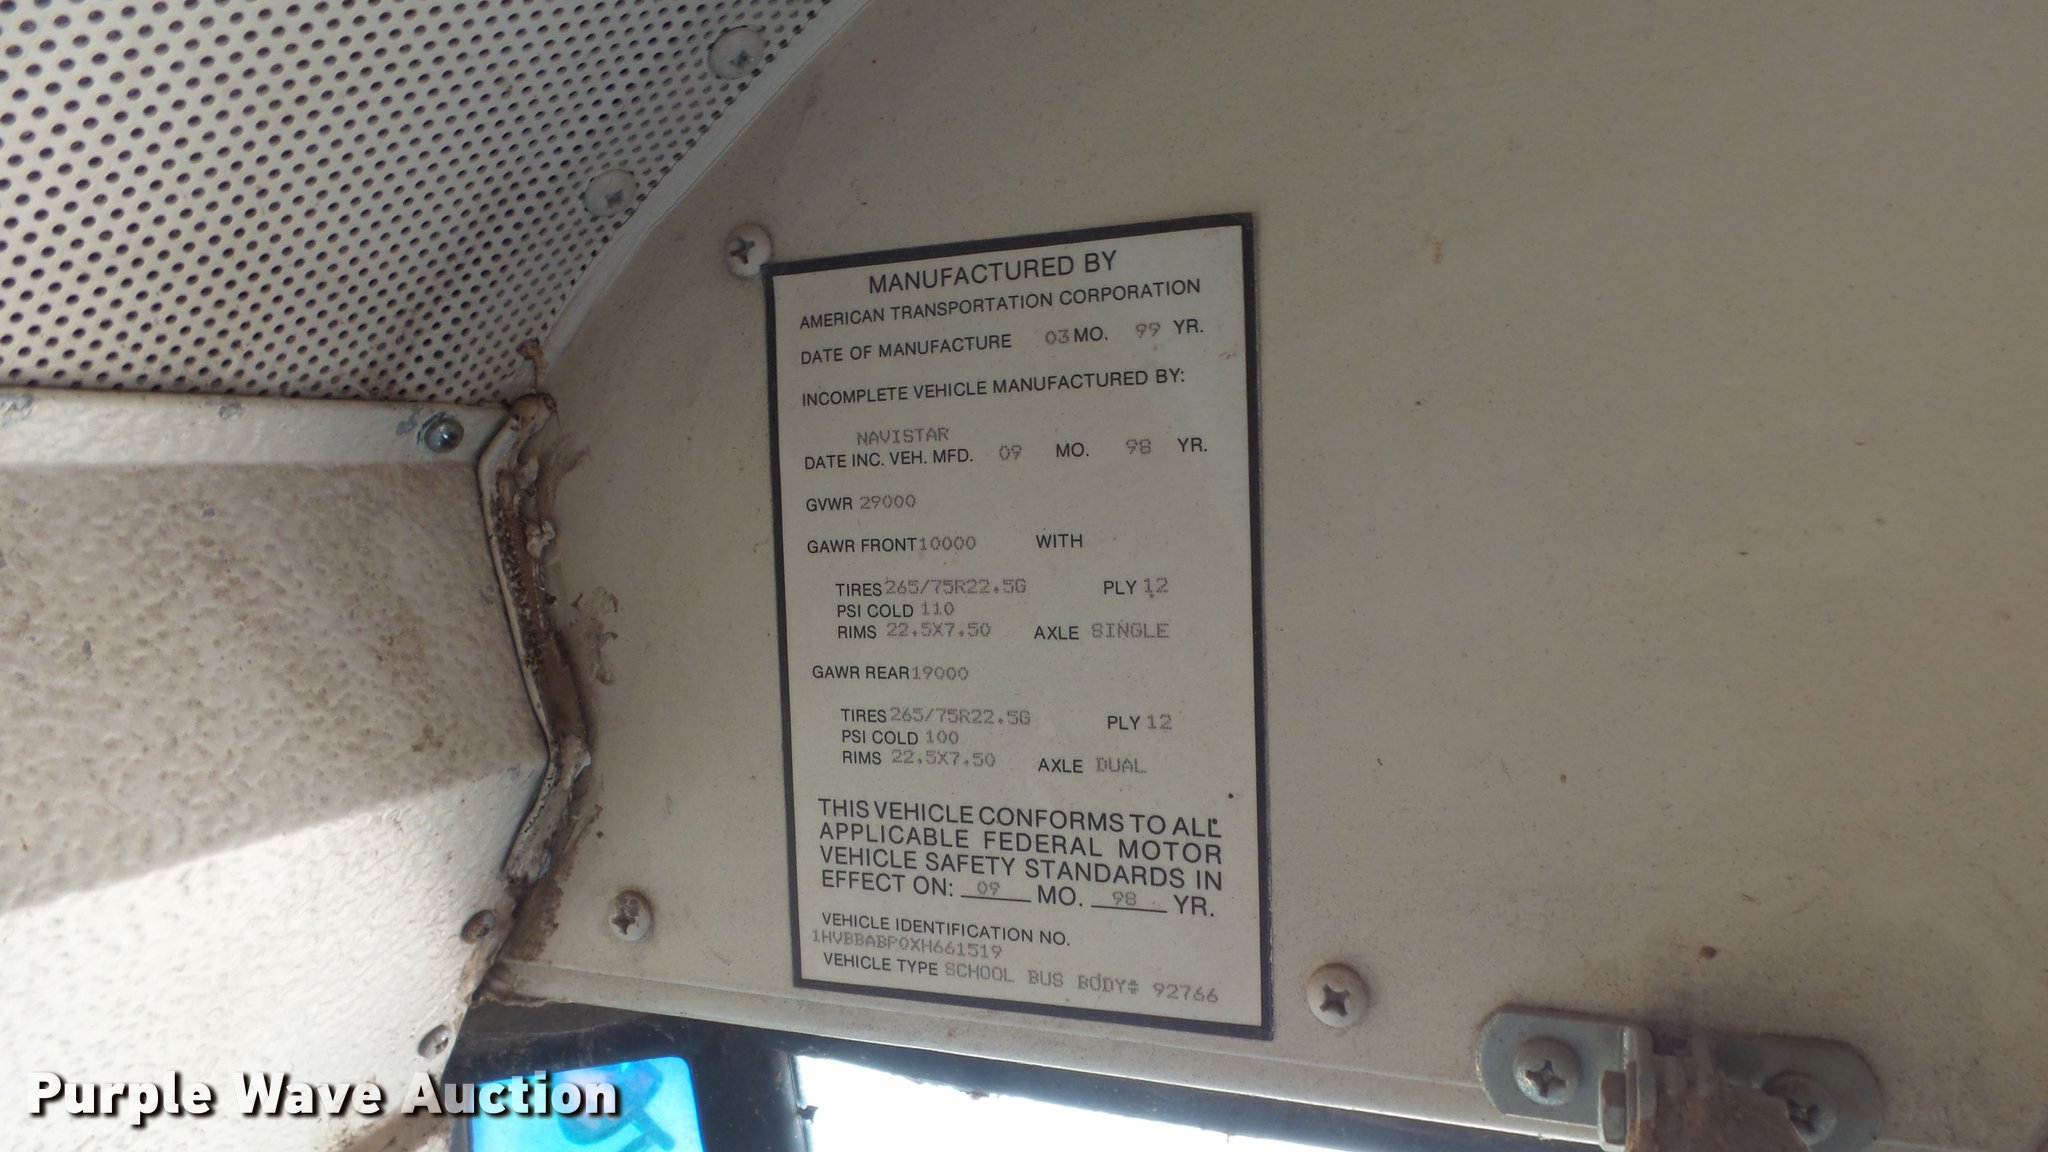 MANUFACTURED BY
AMERICAN TRANSPORTATION CORPORATION
DATE OF MANUFACTURE 03 MO. 99 YR.
INCOMPLETE VEHICLE MANUFACTURED BY:
NAVISTAR
DATE INC. VEH. MFD. 09 MO. 98 YR.
GVWR 29000
GAWR FRONT 10000 WITH
TIRES 265/75R22.5G PLY 12
PSI COLD 110
RIMS 22.5X7.50 AXLE SINGLE
GAWR REAR 19000
TIRES 265/75R22.5G PLY 12
PSI COLD 100
RIMS 22.5X7.50 AXLE DUAL
THIS VEHICLE CONFORMS TO ALL
APPLICABLE FEDERAL MOTOR
VEHICLE SAFETY STANDARDS IN
EFFECT ON: 09 MO. 98 YR.
VEHICLE IDENTIFICATION NO.
1HVBBABP0XH661519
VEHICLE TYPE SCHOOL BUS BODY# 92766
Purple Wave Auction